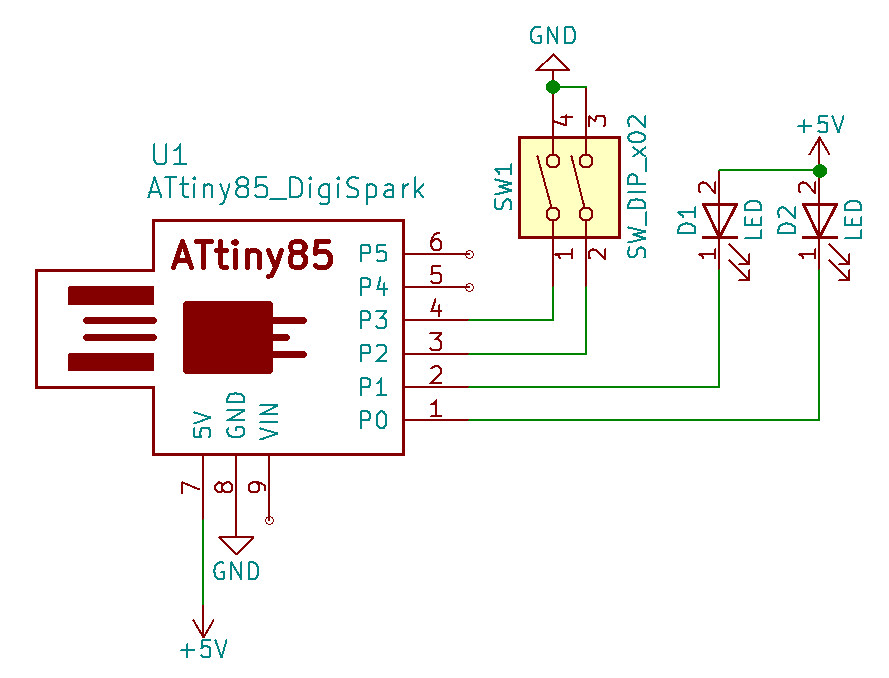 GND
4
3
SW1
SW_DIP_x02
1
2
+5V
2
D1
LED
1
2
D2
LED
1
U1
ATtiny85_DigiSpark
ATtiny85
P5 6
P4 5
P3 4
P2 3
P1 2
P0 1
5V
GND
VIN
7
8
9
GND
+5V